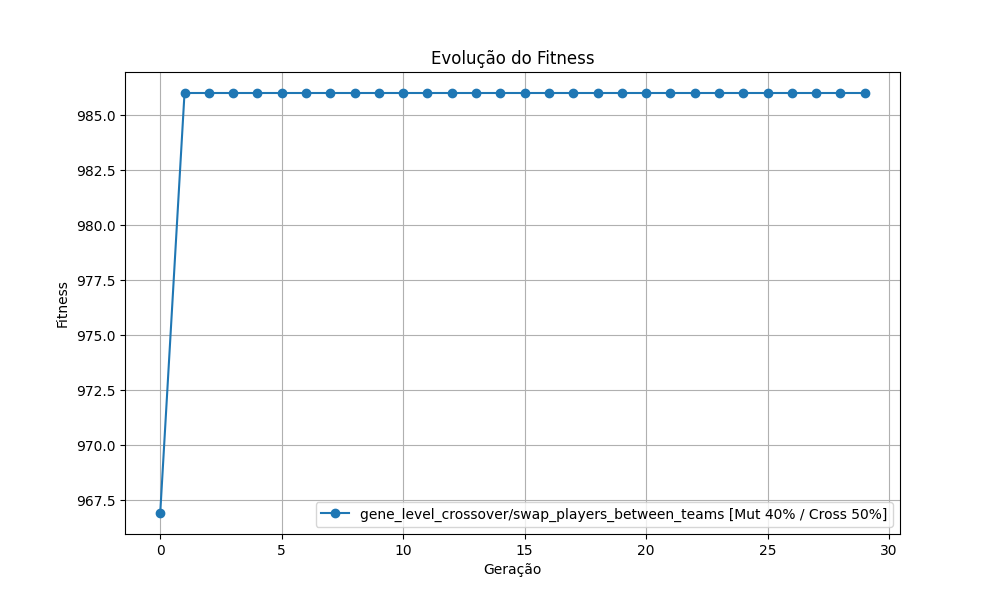 Evolução do Fitness
Fitness
985.0
982.5
980.0
977.5
975.0
972.5
970.0
967.5
gene_level_crossover/swap_players_between_teams [Mut 40% / Cross 50%]
0 5 10 15 20 25 30
Geração